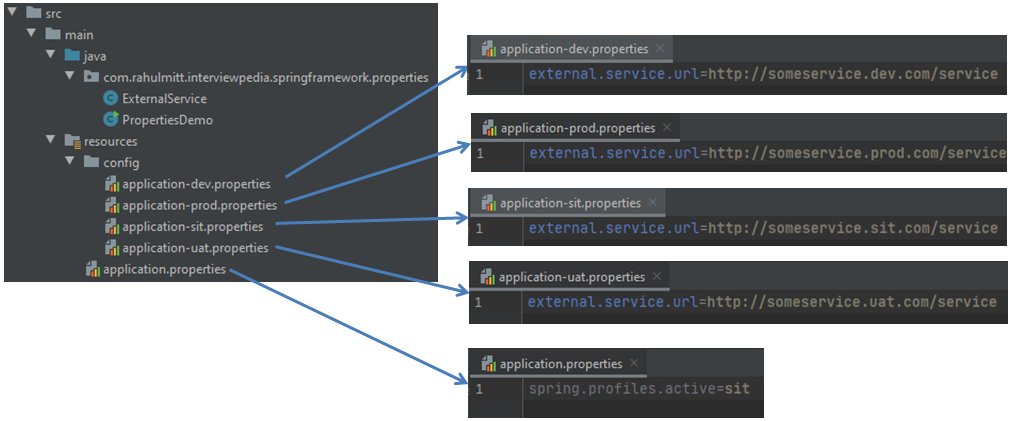 src
main
java
com.rahulmitt.interviewpedia.springframework.properties
ExternalService
PropertiesDemo
resources
config
application-dev.properties
application-prod.properties
application-sit.properties
application-uat.properties
application.properties
application-dev.properties
1 external.service.url=http://someservice.dev.com/service
application-prod.properties
1 external.service.url=http://someservice.prod.com/service
application-sit.properties
1 external.service.url=http://someservice.sit.com/service
application-uat.properties
1 external.service.url=http://someservice.uat.com/service
application.properties
1 spring.profiles.active=sit